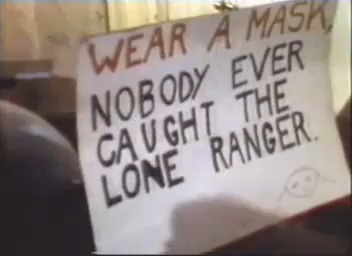 WEAR A MASK,
NOBODY EVER
CAUGHT THE
LONE RANGER.